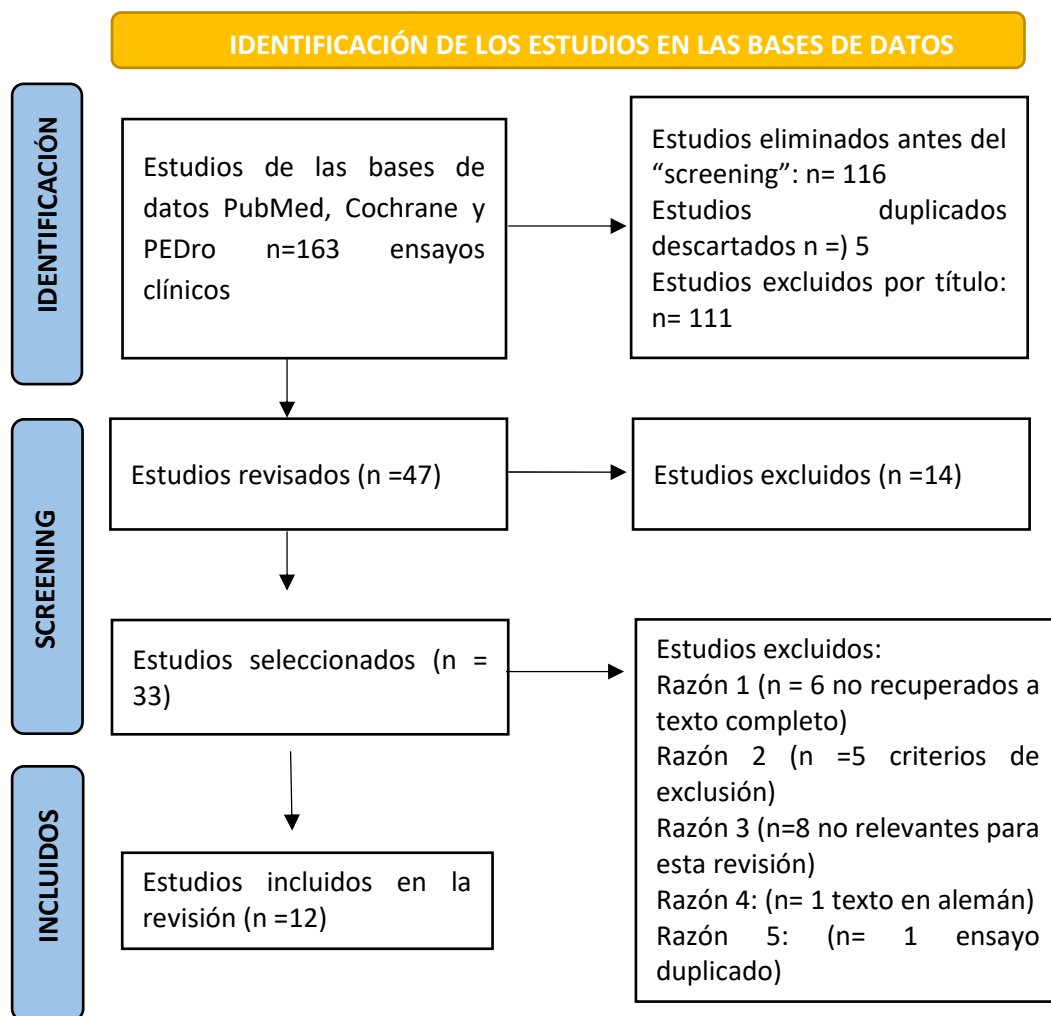 IDENTIFICACIÓN DE LOS ESTUDIOS EN LAS BASES DE DATOS
IDENTIFICACIÓN
Estudios de las bases de
datos PubMed, Cochrane y
PEDro n=163 ensayos
clínicos
Estudios eliminados antes del
“screening”: n= 116
Estudios duplicados
descartados n =) 5
Estudios excluidos por título:
n= 111
SCREENING
Estudios revisados (n =47)
Estudios excluidos (n =14)
Estudios seleccionados (n =
33)
Estudios excluidos:
Razón 1 (n = 6 no recuperados a
texto completo)
Razón 2 (n =5 criterios de
exclusión)
Razón 3 (n=8 no relevantes para
esta revisión)
Razón 4: (n= 1 texto en alemán)
Razón 5: (n= 1 ensayo
duplicado)
INCLUIDOS
Estudios incluidos en la
revisión (n =12)